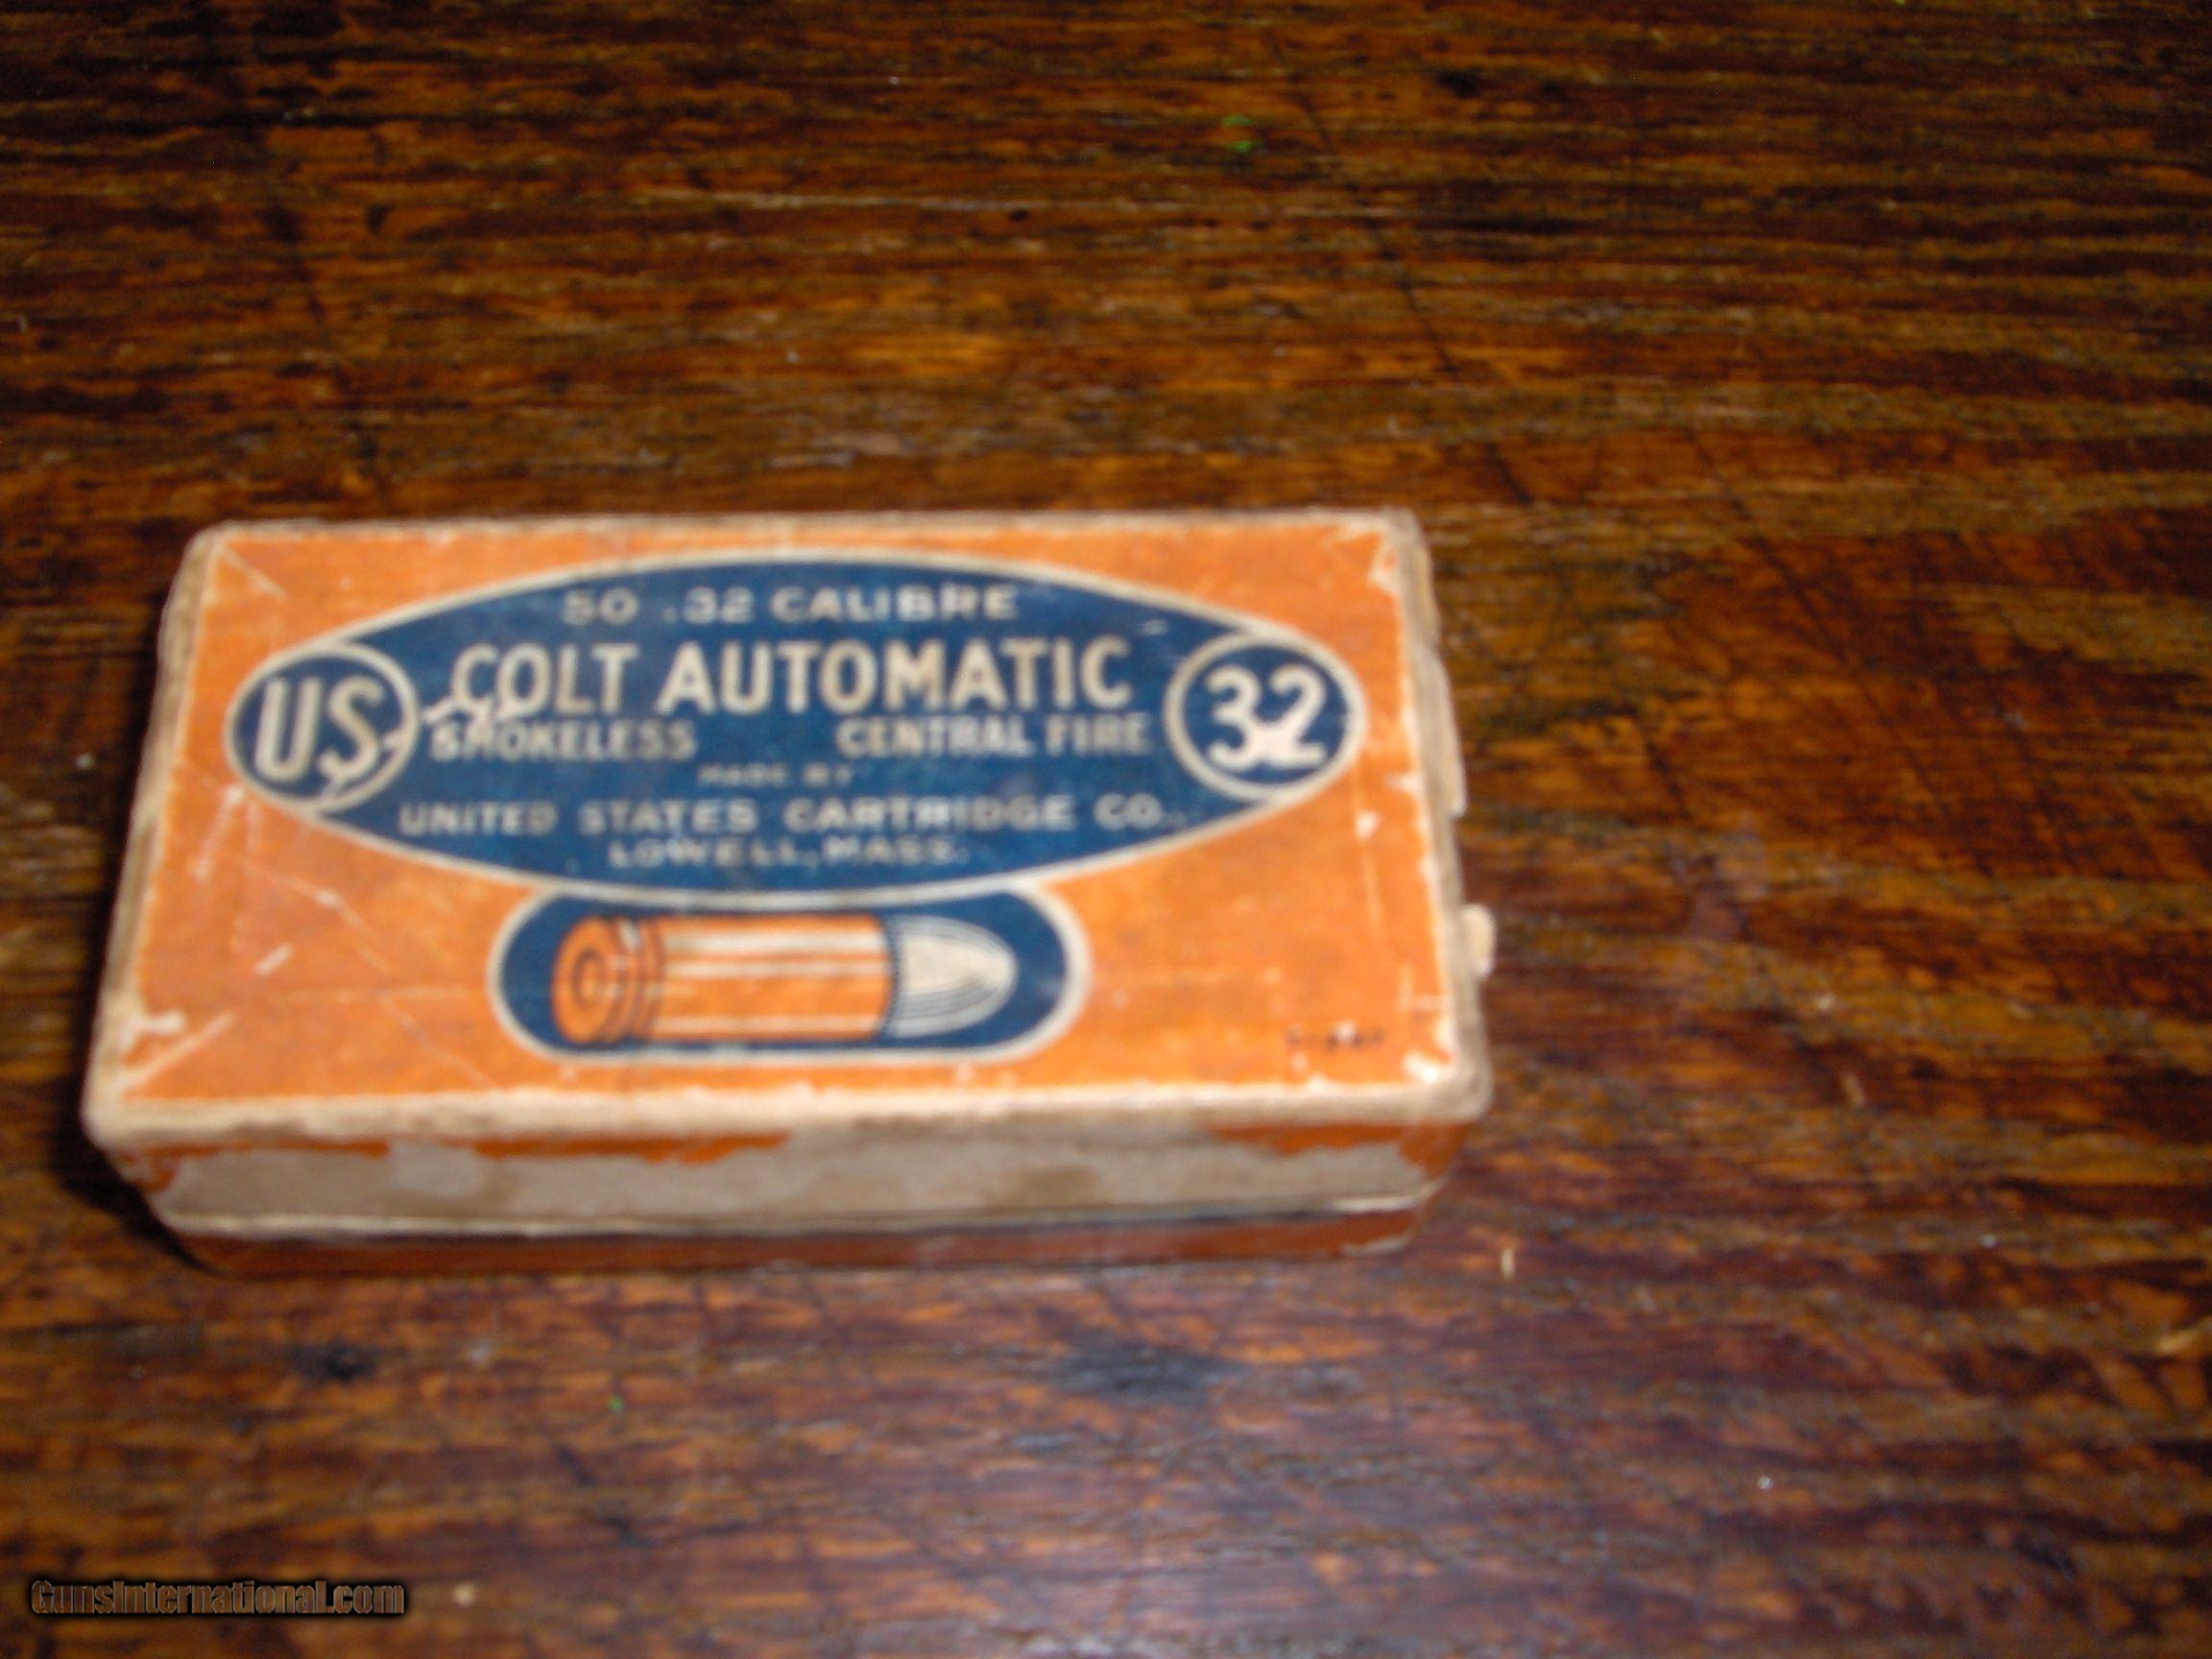 50 .32 CALIBRE
COLT AUTOMATIC
US
32
SMOKELESS CENTRAL FIRE
MADE BY
UNITED STATES CARTRIDGE CO.,
LOWELL, MASS.
GunsInternational.com